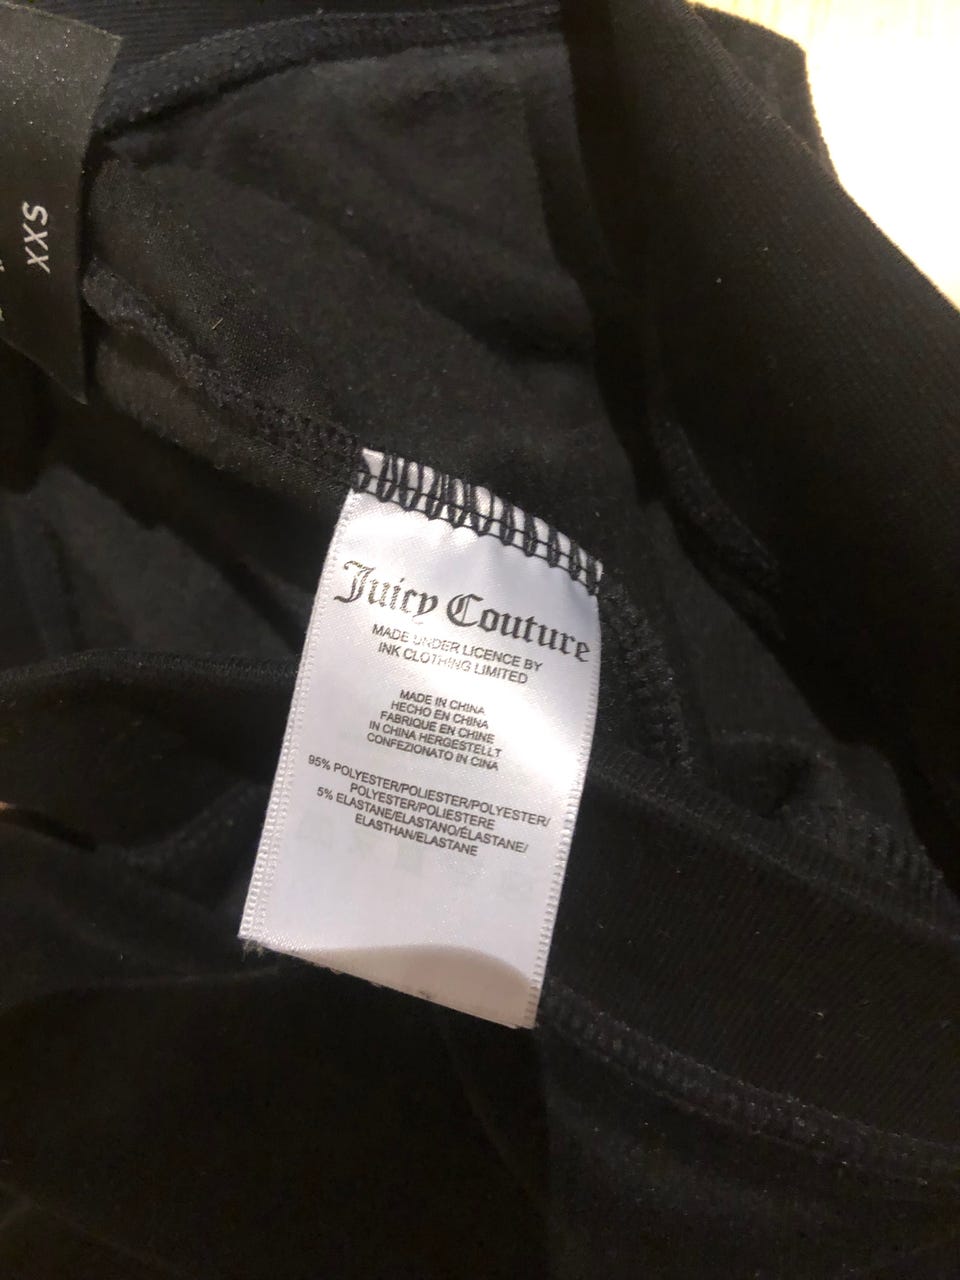 XXS
Juicy Couture
MADE UNDER LICENCE BY
INK CLOTHING LIMITED
MADE IN CHINA
HECHO EN CHINA
FABRIQUE EN CHINE
IN CHINA HERGESTELLT
CONFEZIONATO IN CINA
95% POLYESTER/POLIESTER/POLYESTER/
POLYESTER/POLIESTERE
5% ELASTANE/ELASTANO/ÉLASTANE/
ELASTHAN/ELASTANE